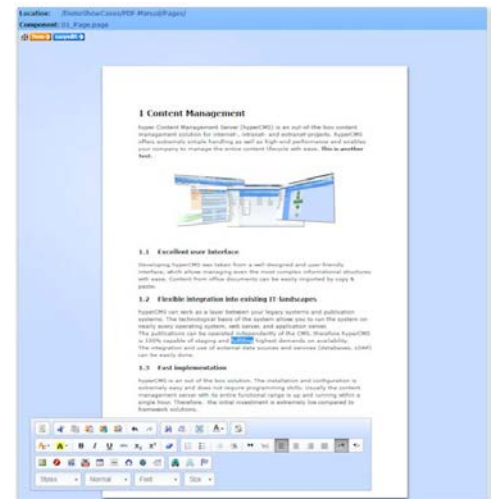 Location: /DemoShowCases/PDF-Manual/Pages/
Component: 01_Page.page
Form easyedit
1 Content Management
hyper Content Management Server (hyperCMS) is an out-of-the box content
management solution for internet-, intranet- and extranet-projects. hyperCMS
offers extremely simple handling as well as high-end performance and enables
your company to manage the entire content lifecycle with ease. This is another
test.
1.1 Excellent user interface
Developing hyperCMS was taken from a well designed and user-friendly
interface, which allows managing even the most complex informational structures
with ease. Content from office documents can be easily imported by copy &
paste.
1.2 Flexible integration into existing IT-landscapes
hyperCMS can work as a layer between your legacy systems and publication
systems. The technological basis of the system allows you to run the system on
nearly every operating system, web server, and application server.
The publications can be operated independently of the CMS, therefore hyperCMS
is 100% capable of staging and fulfilling highest demands on availability.
The integration and use of external data sources and services (databases, LDAP)
can be easily done.
1.3 Fast implementation
hyperCMS is an out of the box solution. The installation and configuration is
extremely easy and does not require programming skills. Usually the content
management server with its entire functional range is up and running within a
single hour. Therefore, the initial investment is extremely low compared to
framework solutions.
B I U
Styles Normal Font Size